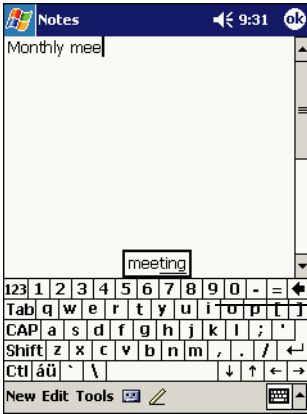 Notes 9:31 ok
Monthly mee
meeting
123 1 2 3 4 5 6 7 8 9 0 - =
Tab q w e r t y u i o p [ ]
CAP a s d f g h j k l ; '
Shift z x c v b n m , . /
Ctl áü ` \
New Edit Tools